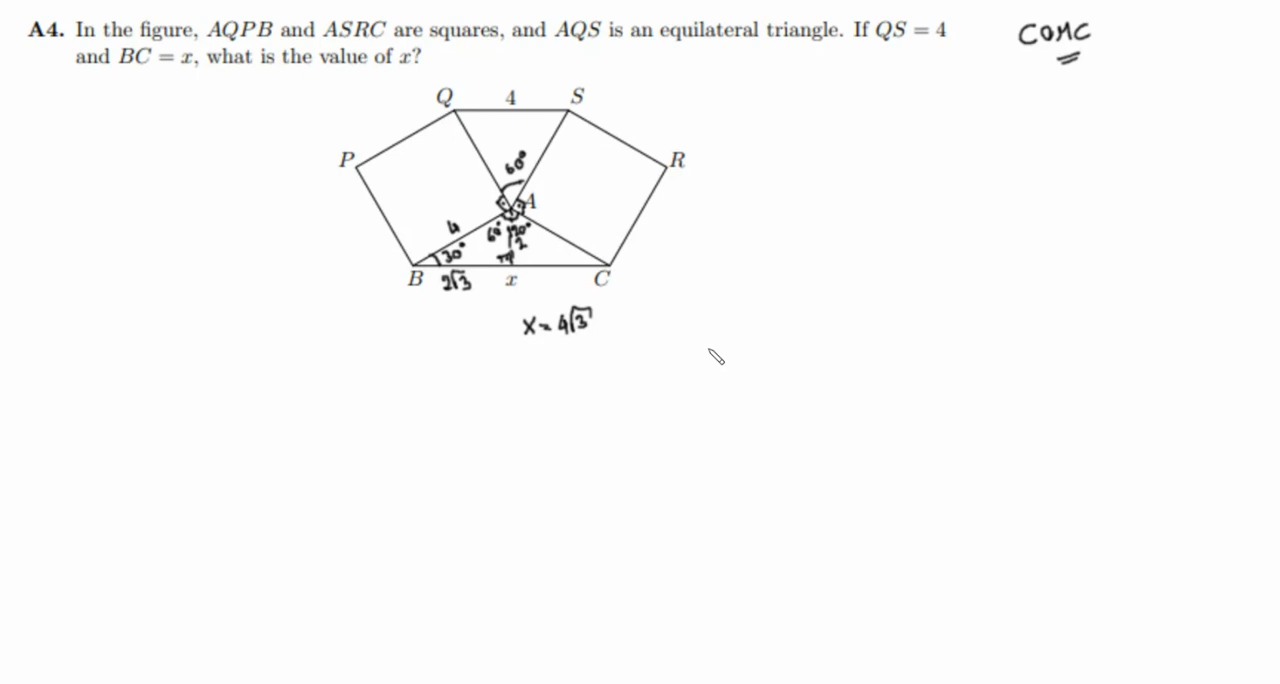 A4. In the figure, AQPB and ASRC are squares, and AQS is an equilateral triangle. If QS = 4
and BC = x, what is the value of x?
COMC
Q 4 S
P R
60°
A
4 60° 120°
30° 2
B 2√3 x C
x = 4√3